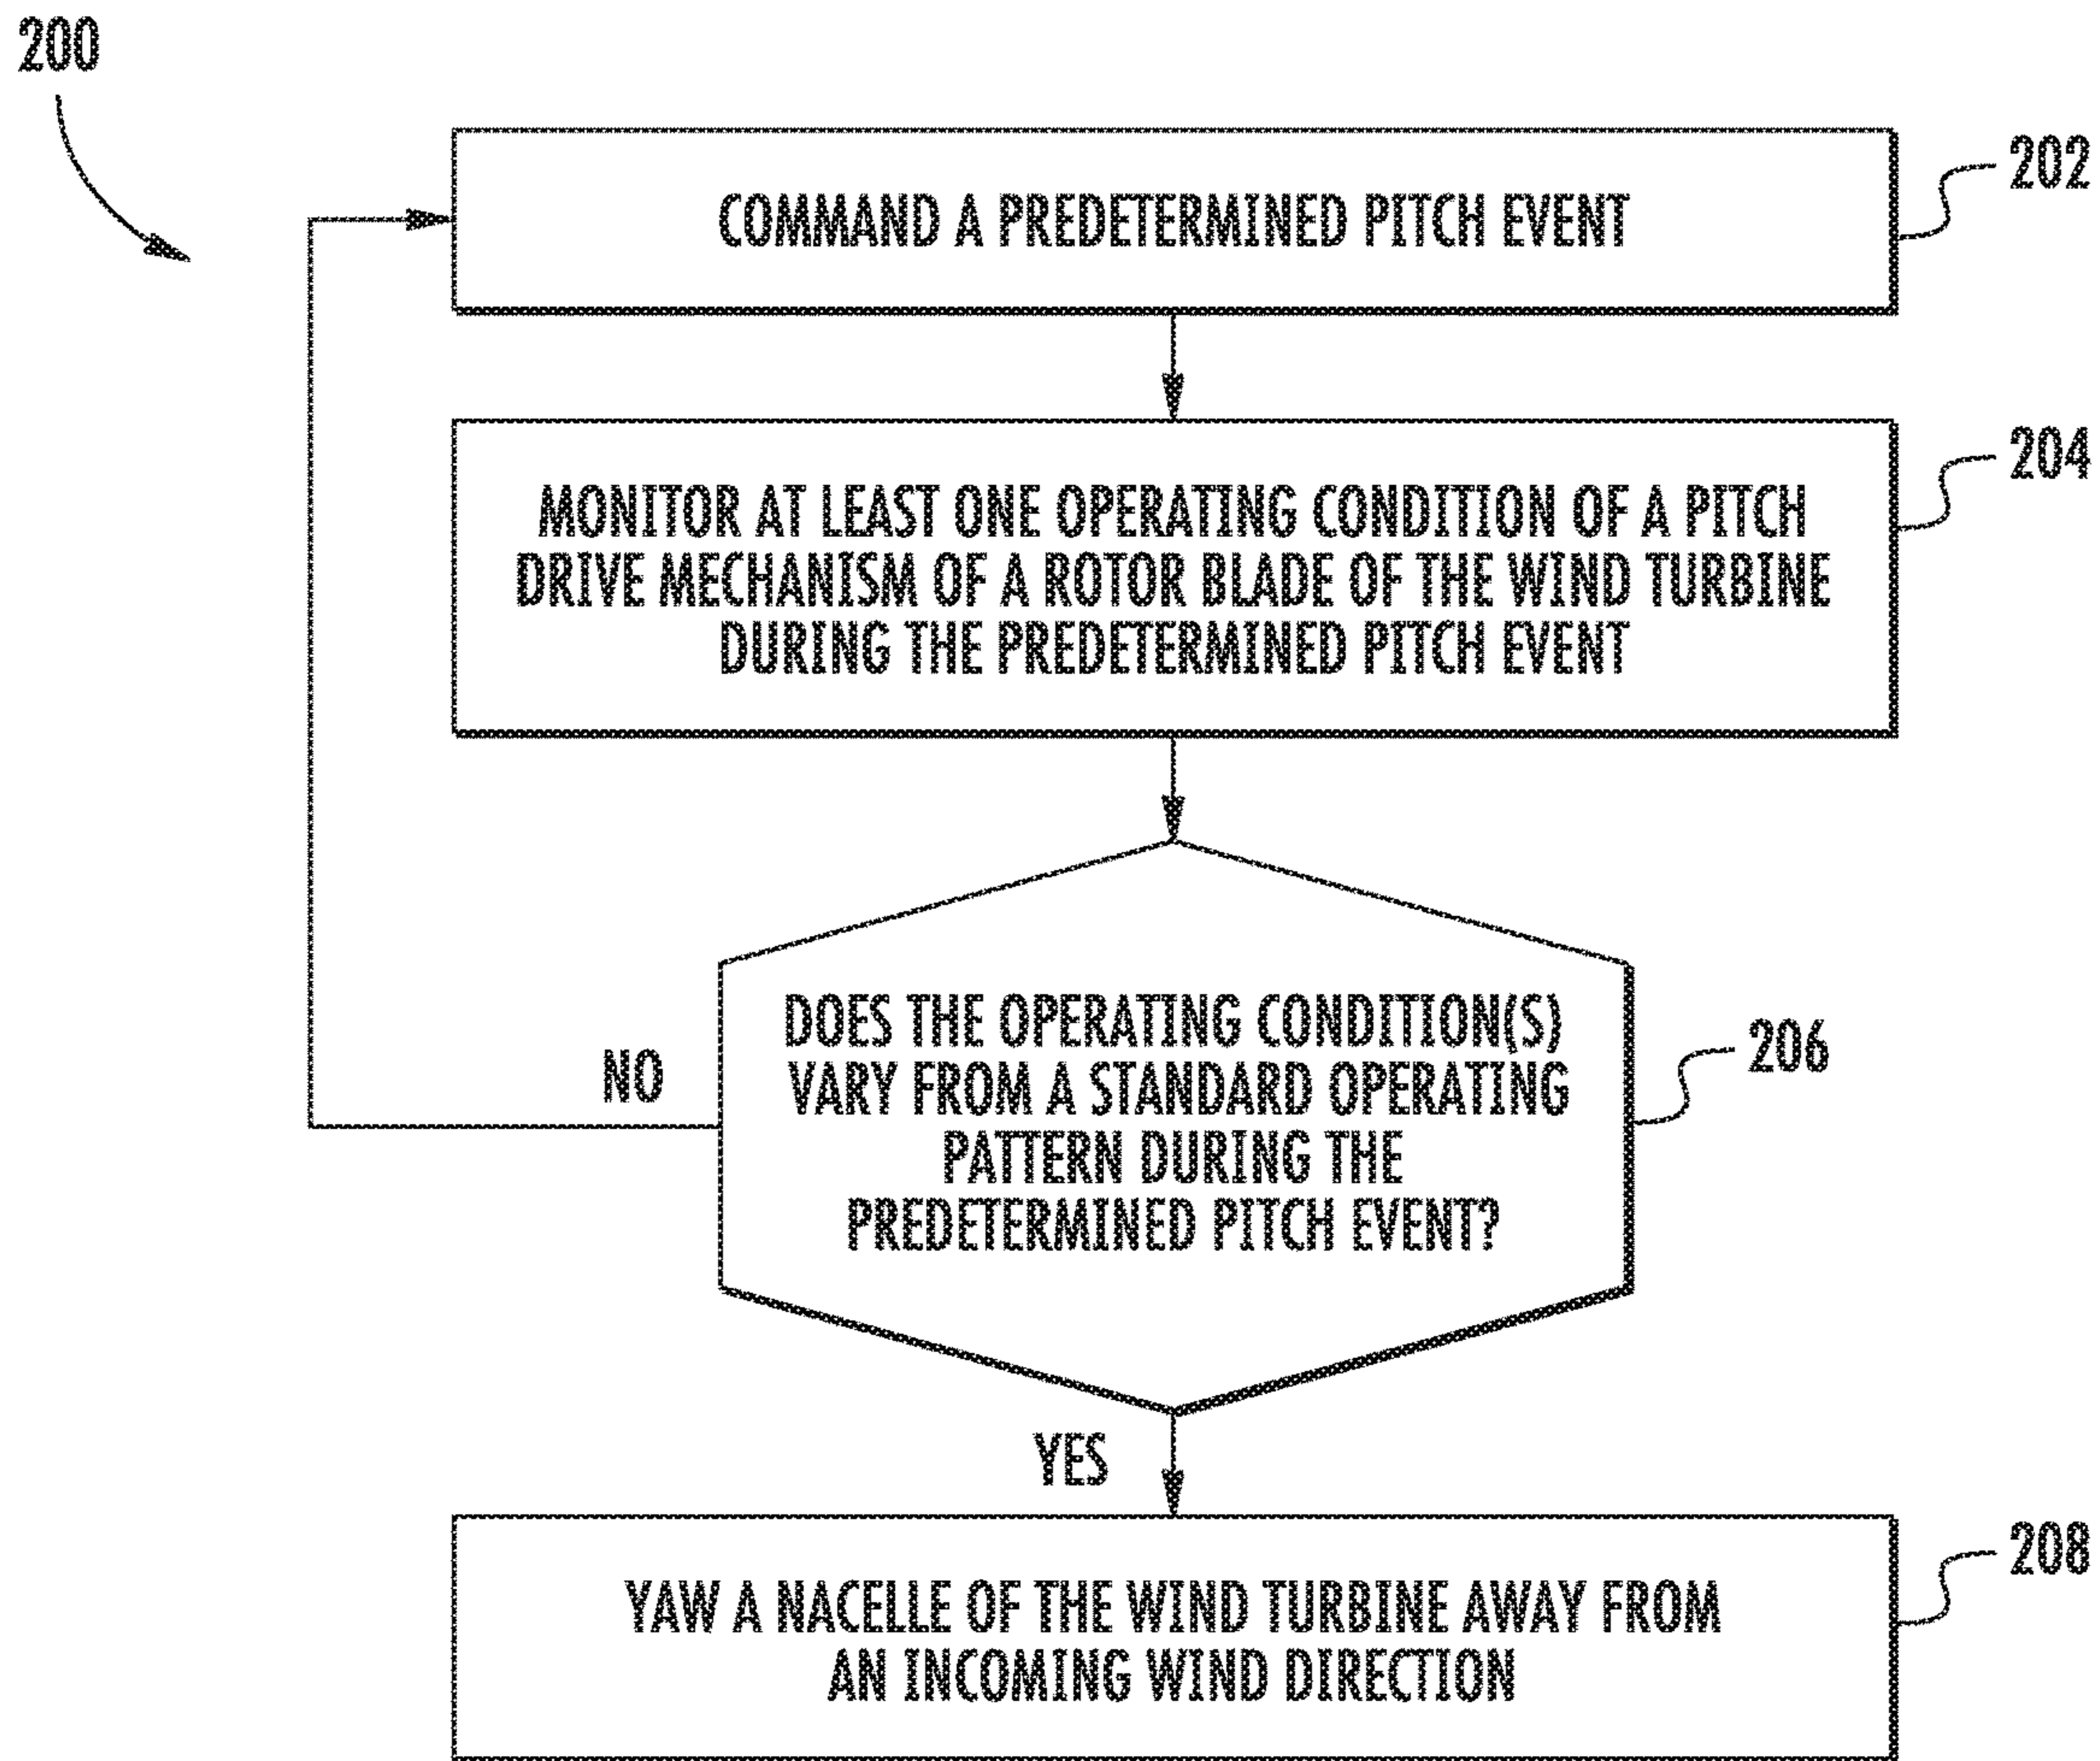 200
COMMAND A PREDETERMINED PITCH EVENT
202
MONITOR AT LEAST ONE OPERATING CONDITION OF A PITCH
DRIVE MECHANISM OF A ROTOR BLADE OF THE WIND TURBINE
DURING THE PREDETERMINED PITCH EVENT
204
DOES THE OPERATING CONDITION(S)
VARY FROM A STANDARD OPERATING
PATTERN DURING THE
PREDETERMINED PITCH EVENT?
206
NO
YES
YAW A NACELLE OF THE WIND TURBINE AWAY FROM
AN INCOMING WIND DIRECTION
208